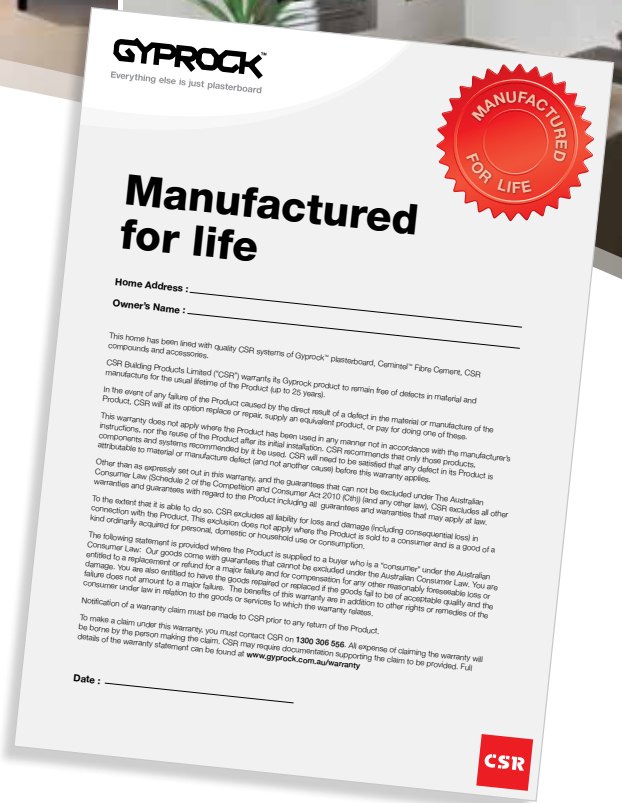 GYPROCK™
Everything else is just plasterboard
MANUFACTURED
FOR LIFE
Manufactured
for life
Home Address :
Owner's Name :
This home has been lined with quality CSR systems of Gyprock™ plasterboard, Cemintel™ Fibre Cement, CSR
compounds and accessories.
CSR Building Products Limited ("CSR") warrants its Gyprock product to remain free of defects in material and
manufacture for the usual lifetime of the Product (up to 25 years).
In the event of any failure of the Product caused by the direct result of a defect in the material or manufacture of the
Product, CSR will at its option replace or repair, supply an equivalent product, or pay for doing one of these.
This warranty does not apply where the Product has been used in any manner not in accordance with the manufacturer's
instructions, nor the reuse of the Product after its initial installation. CSR recommends that only those products,
components and systems recommended by it be used. CSR will need to be satisfied that any defect in its Product is
attributable to material or manufacture defect (and not another cause) before this warranty applies.
Other than as expressly set out in this warranty, and the guarantees that can not be excluded under The Australian
Consumer Law (Schedule 2 of the Competition and Consumer Act 2010 (Cth)) (and any other law), CSR excludes all other
warranties and guarantees with regard to the Product including all guarantees and warranties that may apply at law.
To the extent that it is able to do so, CSR excludes all liability for loss and damage (including consequential loss) in
connection with the Product. This exclusion does not apply where the Product is sold to a consumer and is a good of a
kind ordinarily acquired for personal, domestic or household use or consumption.
The following statement is provided where the Product is supplied to a buyer who is a "consumer" under the Australian
Consumer Law: Our goods come with guarantees that cannot be excluded under the Australian Consumer Law. You are
entitled to a replacement or refund for a major failure and for compensation for any other reasonably foreseeable loss or
damage. You are also entitled to have the goods repaired or replaced if the goods fail to be of acceptable quality and the
failure does not amount to a major failure. The benefits of this warranty are in addition to other rights or remedies of the
consumer under law in relation to the goods or services to which the warranty relates.
Notification of a warranty claim must be made to CSR prior to any return of the Product.
To make a claim under this warranty, you must contact CSR on 1300 306 556. All expense of claiming the warranty will
be borne by the person making the claim. CSR may require documentation supporting the claim to be provided. Full
details of the warranty statement can be found at www.gyprock.com.au/warranty
Date :
CSR